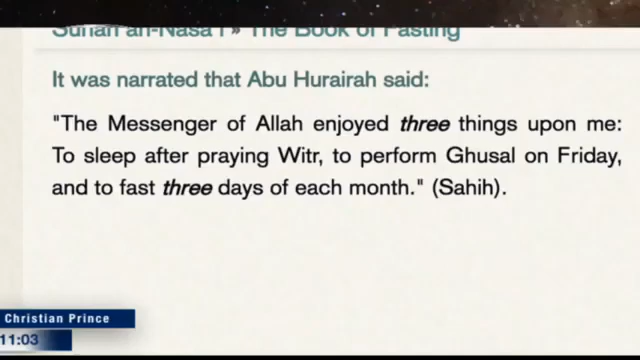 Sunan an-Nasa'i » The Book of Fasting
It was narrated that Abu Hurairah said:
"The Messenger of Allah enjoyed three things upon me:
To sleep after praying Witr, to perform Ghusal on Friday,
and to fast three days of each month." (Sahih).
Christian Prince
11:03